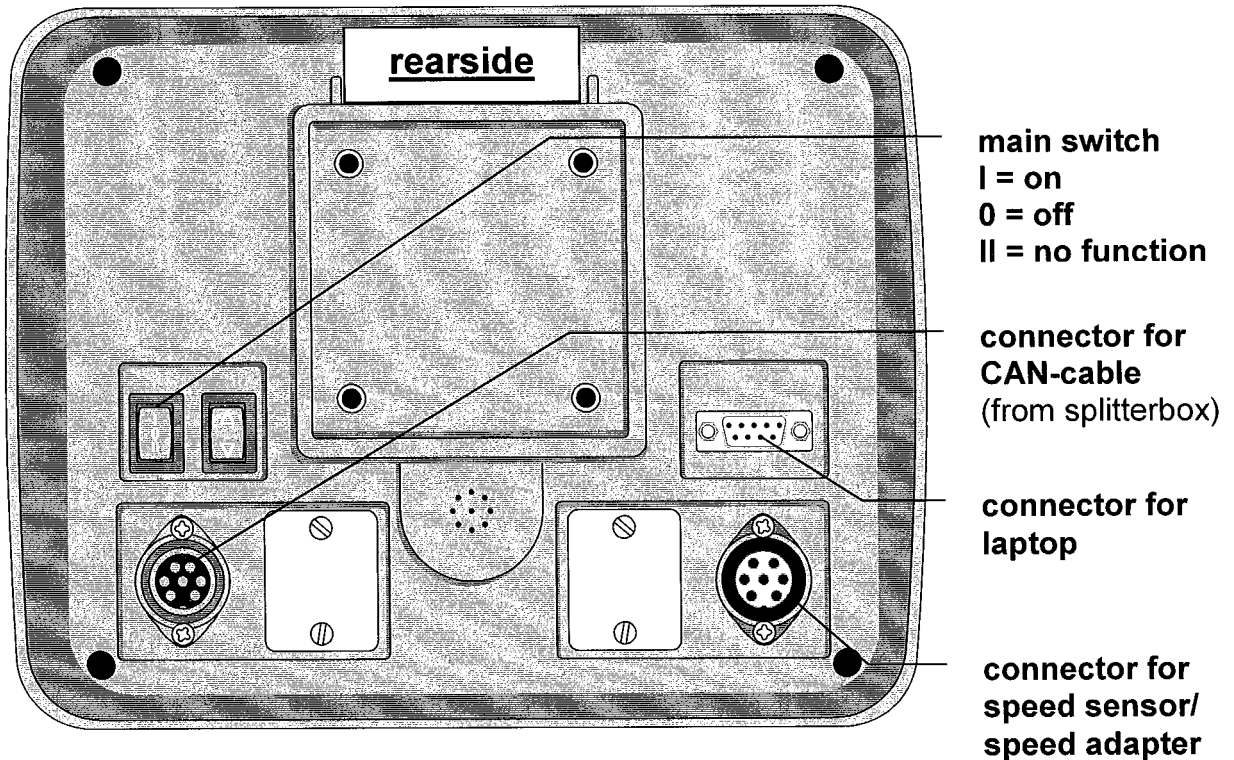 rearside
main switch
I = on
0 = off
II = no function
connector for
CAN-cable
(from splitterbox)
connector for
laptop
connector for
speed sensor/
speed adapter